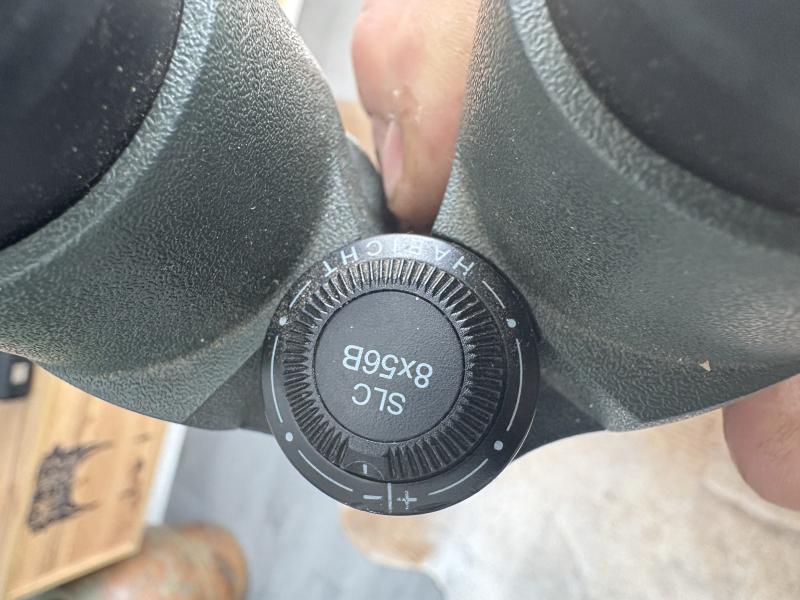 HABICHT
SLC
8x56B
- +